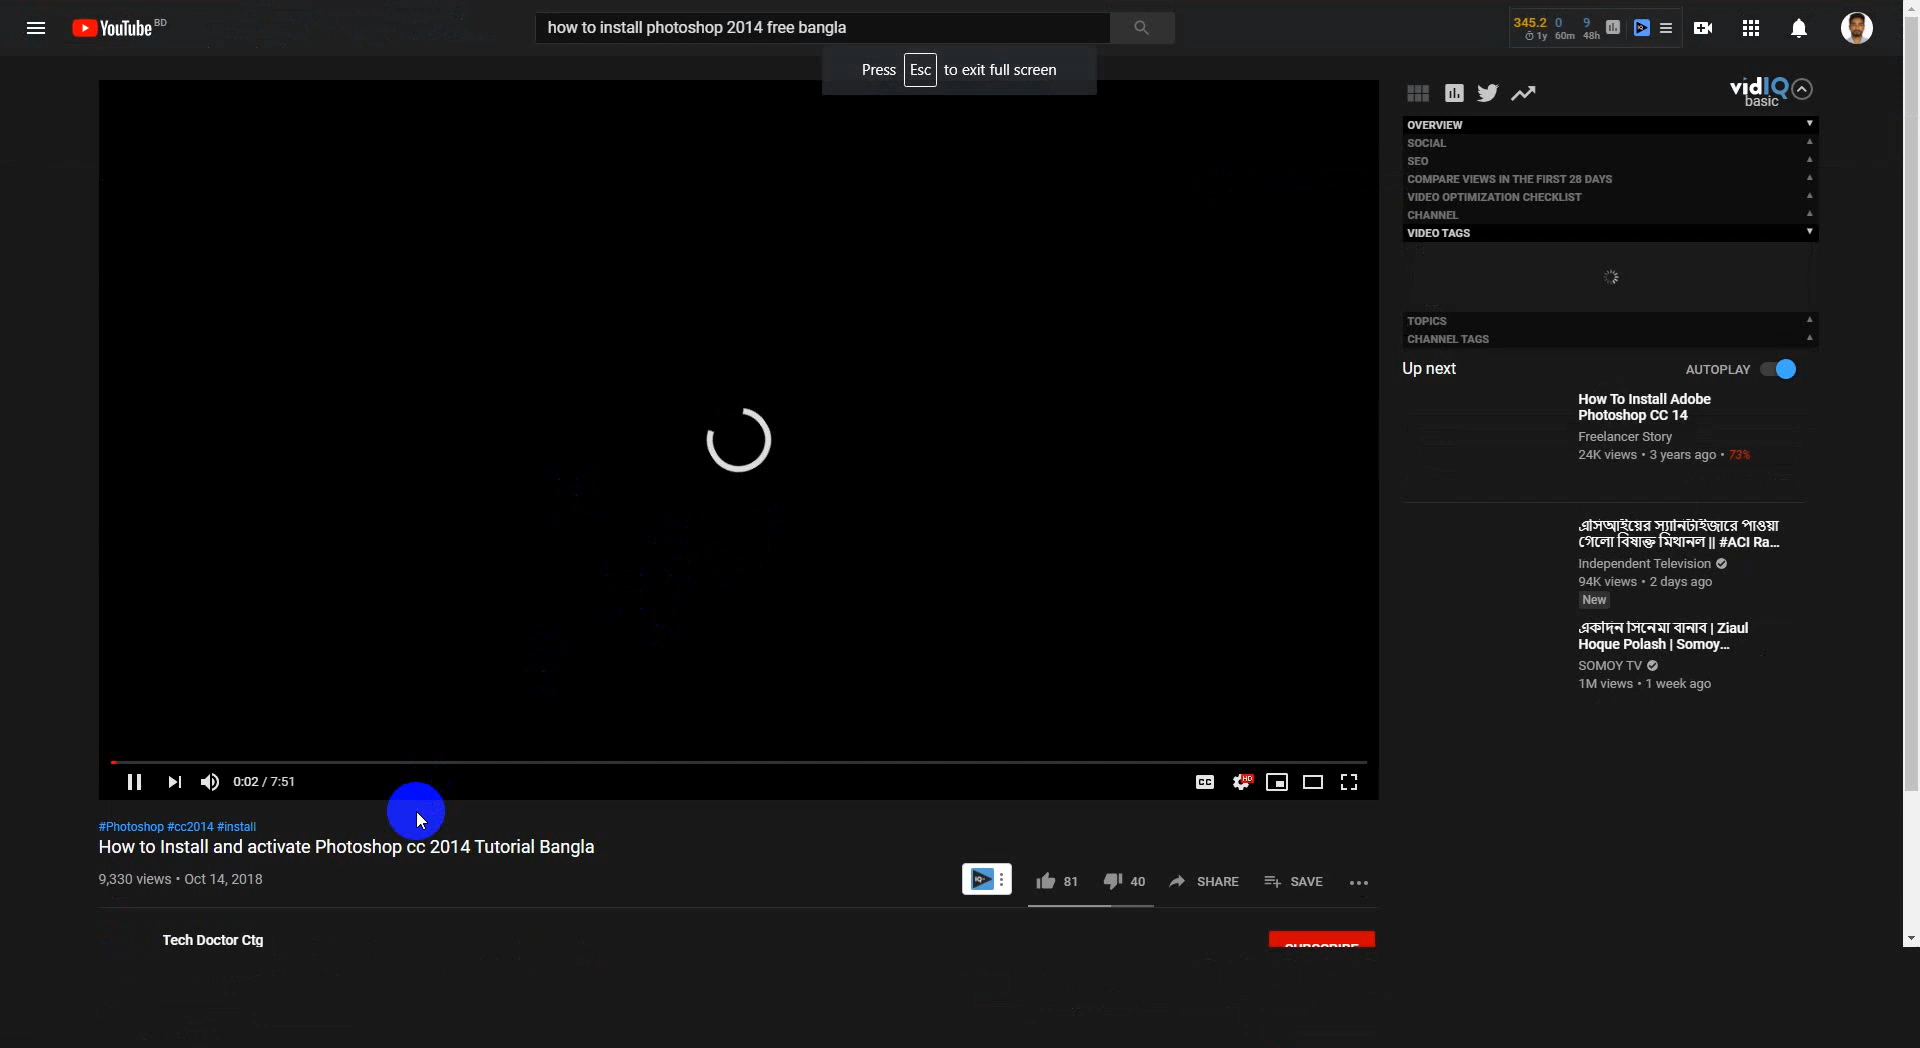 YouTube BD
how to install photoshop 2014 free bangla
345.2 0 9
1y 60m 48h
Press Esc to exit full screen
vidIQ
basic
OVERVIEW
SOCIAL
SEO
COMPARE VIEWS IN THE FIRST 28 DAYS
VIDEO OPTIMIZATION CHECKLIST
CHANNEL
VIDEO TAGS
TOPICS
CHANNEL TAGS
Up next
AUTOPLAY
How To Install Adobe
Photoshop CC 14
Freelancer Story
24K views • 3 years ago • 73%
এসিআইয়ের স্যানিটাইজারে পাওয়া
গেলো বিষাক্ত মিথানল || #ACI Ra...
Independent Television
94K views • 2 days ago
New
একদিন সিনেমা বানাব | Ziaul
Hoque Polash | Somoy...
SOMOY TV
1M views • 1 week ago
0:02 / 7:51
CC
HD
#Photoshop #cc2014 #install
How to Install and activate Photoshop cc 2014 Tutorial Bangla
9,330 views • Oct 14, 2018
81
40
SHARE
SAVE
Tech Doctor Ctg
SUBSCRIBE